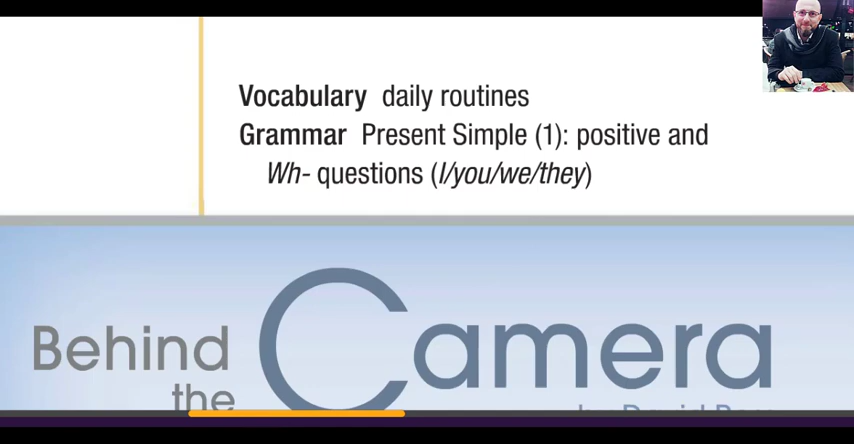 Vocabulary daily routines
Grammar Present Simple (1): positive and
Wh- questions (I/you/we/they)
Behind
the
Camera